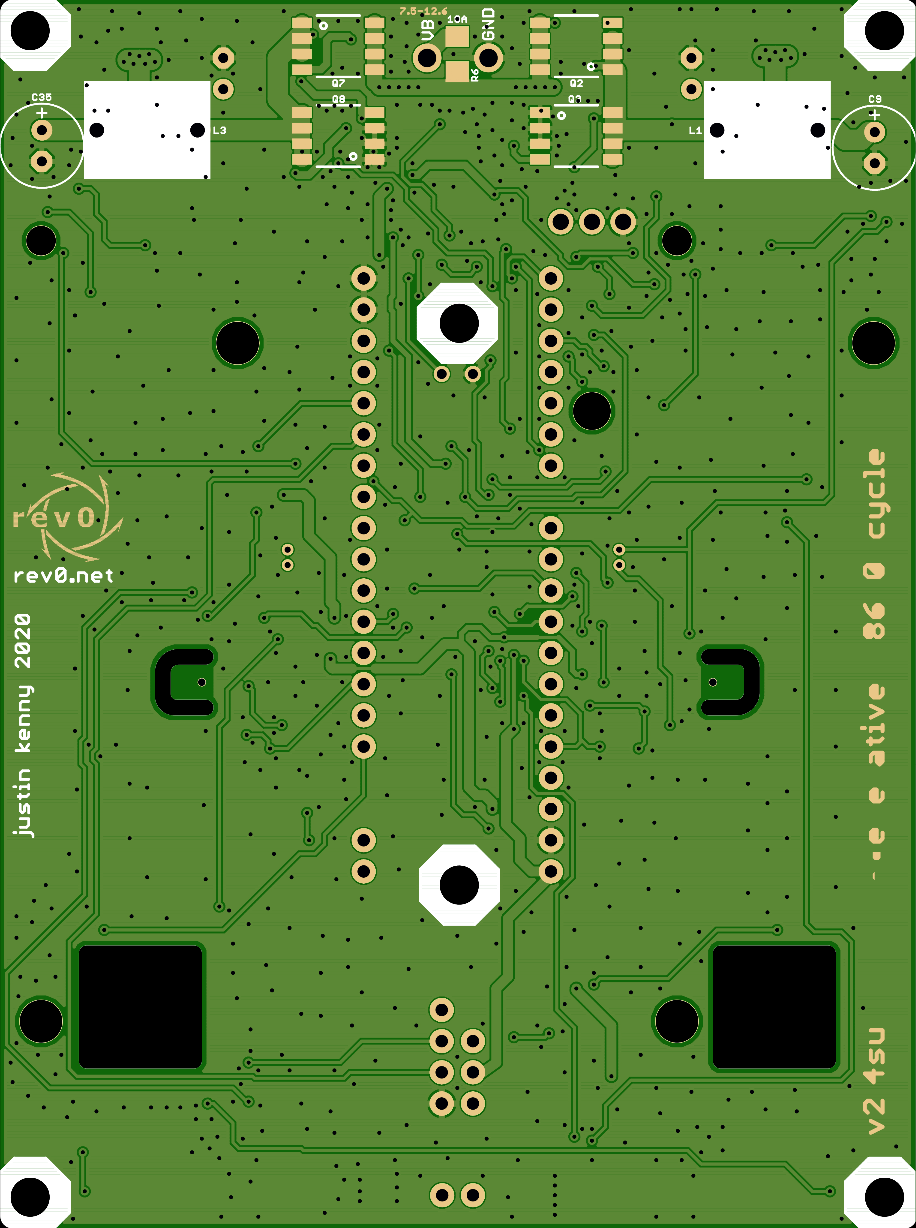 7.5-12.6
VB
10A
GND
R6
Q7
Q8
Q2
C35
L3
L1
C9
rev0
rev0.net
justin kenny 2020
v2 4su
ative
86 0 cycle